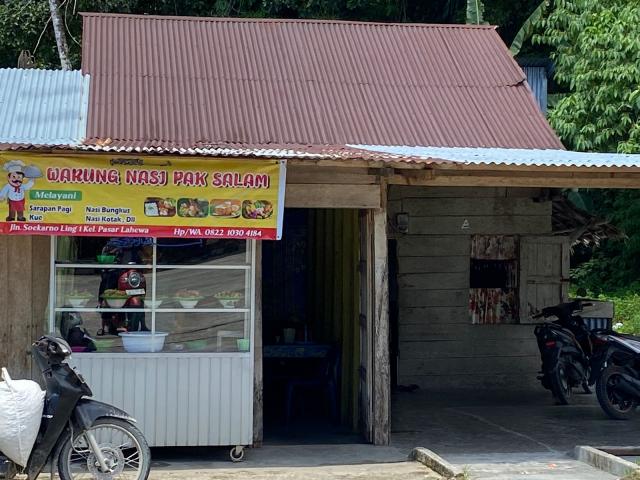 WARUNG NASI PAK SALAM
Melayani
Sarapan Pagi
Kue
Nasi Bungkus
Nasi Kotak, Dll
Jln. Soekarno Ling 1 Kel. Pasar Lahewa
Hp/WA. 0822 1030 4184